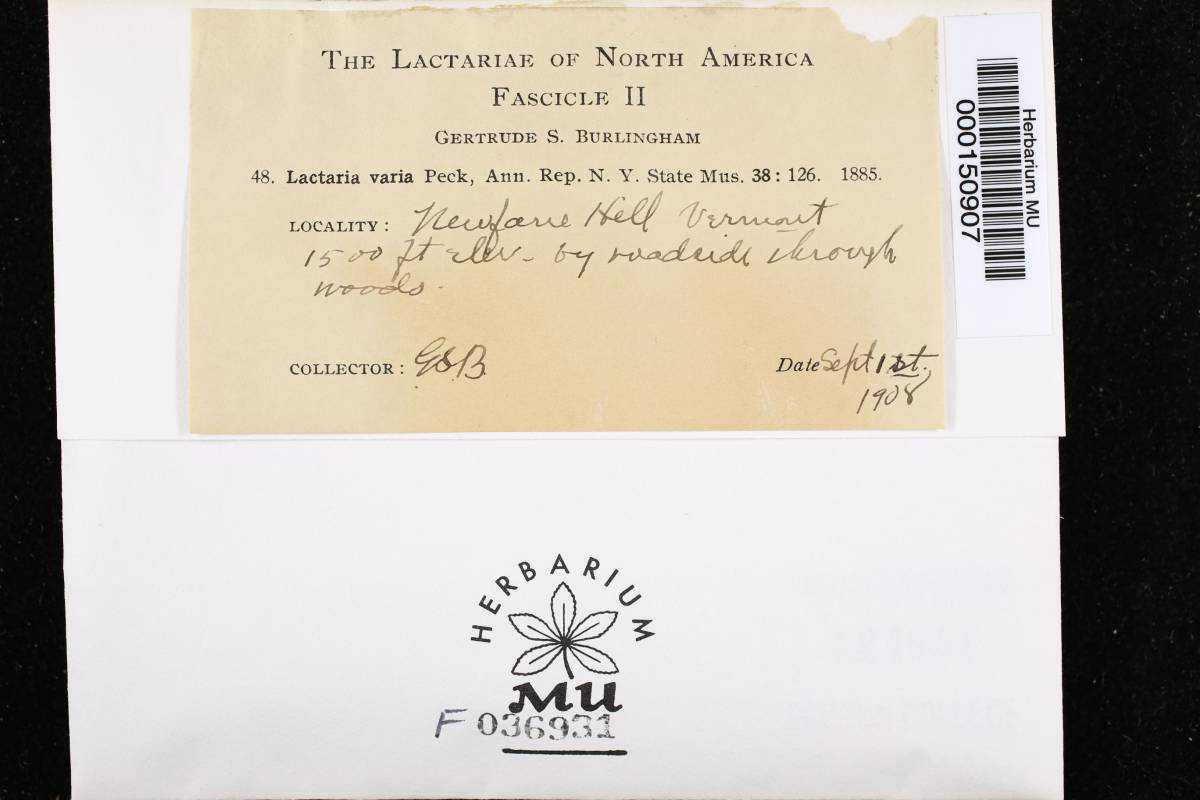 THE LACTARIAE OF NORTH AMERICA
FASCICLE II
GERTRUDE S. BURLINGHAM
48. Lactaria varia Peck, Ann. Rep. N. Y. State Mus. 38: 126. 1885.
LOCALITY: Newfane Hill Vermont
1500 ft elev. by roadside through
woods.
COLLECTOR: GSB
Date Sept 1st,
1908
Herbarium MU
000150907
HERBARIUM
MU
F 036931